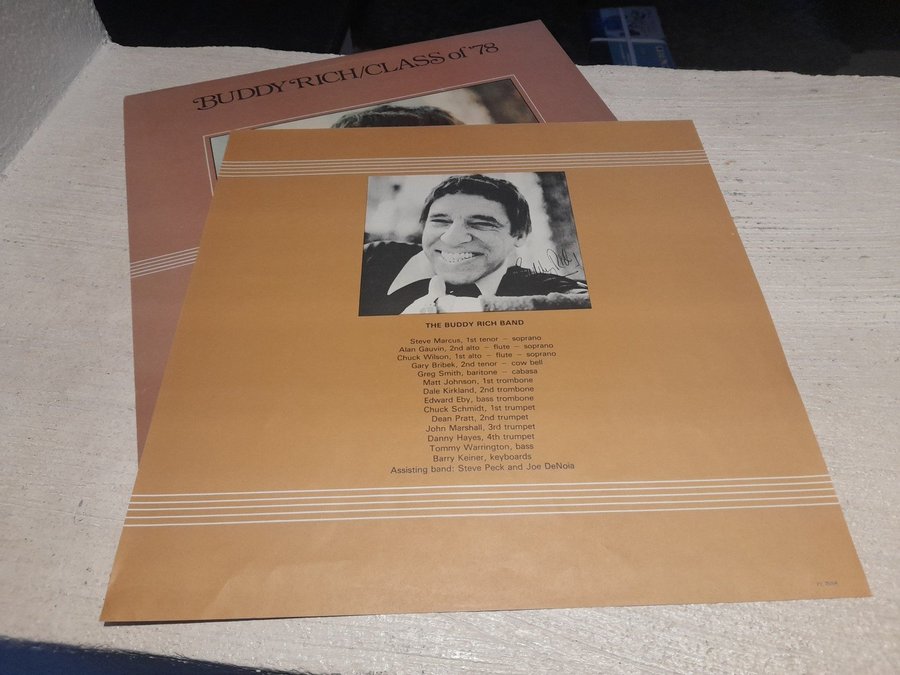 BUDDY RICH/CLASS of '78
Buddy Rich
THE BUDDY RICH BAND
Steve Marcus, 1st tenor – soprano
Alan Gauvin, 2nd alto – flute – soprano
Chuck Wilson, 1st alto – flute – soprano
Gary Bribek, 2nd tenor – cow bell
Greg Smith, baritone – cabasa
Matt Johnson, 1st trombone
Dale Kirkland, 2nd trombone
Edward Eby, bass trombone
Chuck Schmidt, 1st trumpet
Dean Pratt, 2nd trumpet
John Marshall, 3rd trumpet
Danny Hayes, 4th trumpet
Tommy Warrington, bass
Barry Keiner, keyboards
Assisting band: Steve Peck and Joe DeNoia